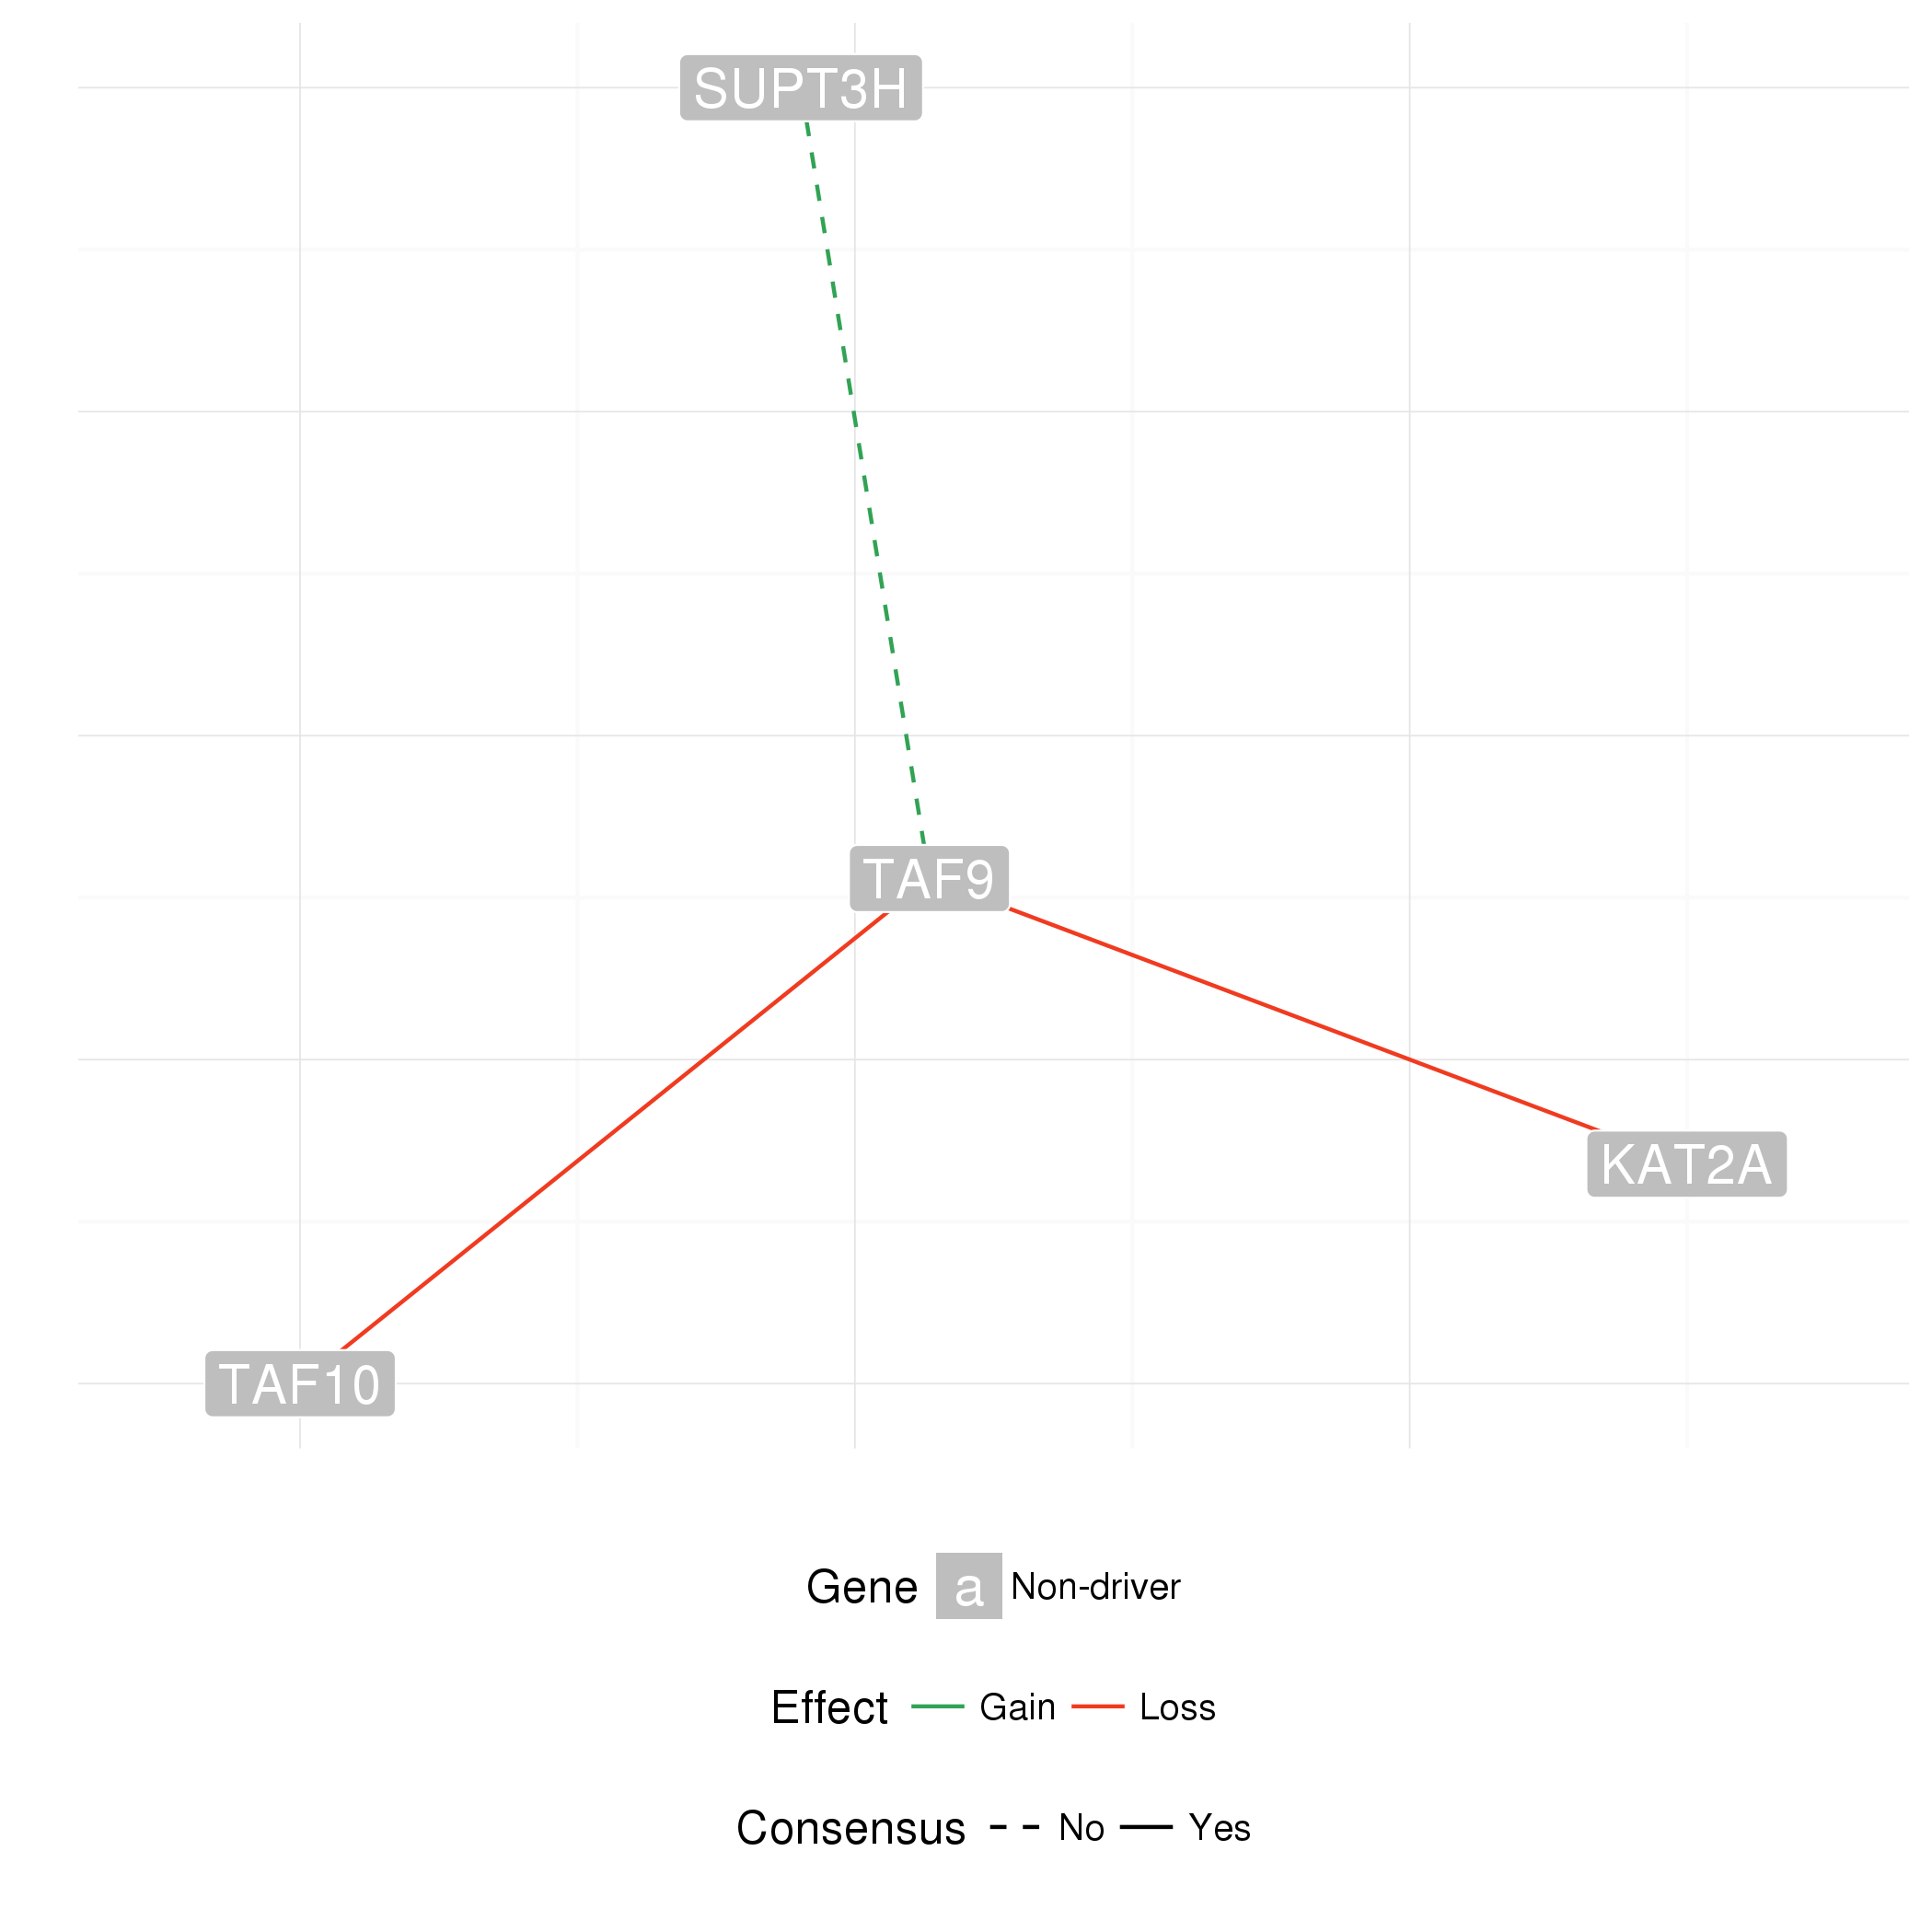 SUPT3H
TAF9
KAT2A
TAF10
Gene a Non-driver
Effect Gain Loss
Consensus No Yes